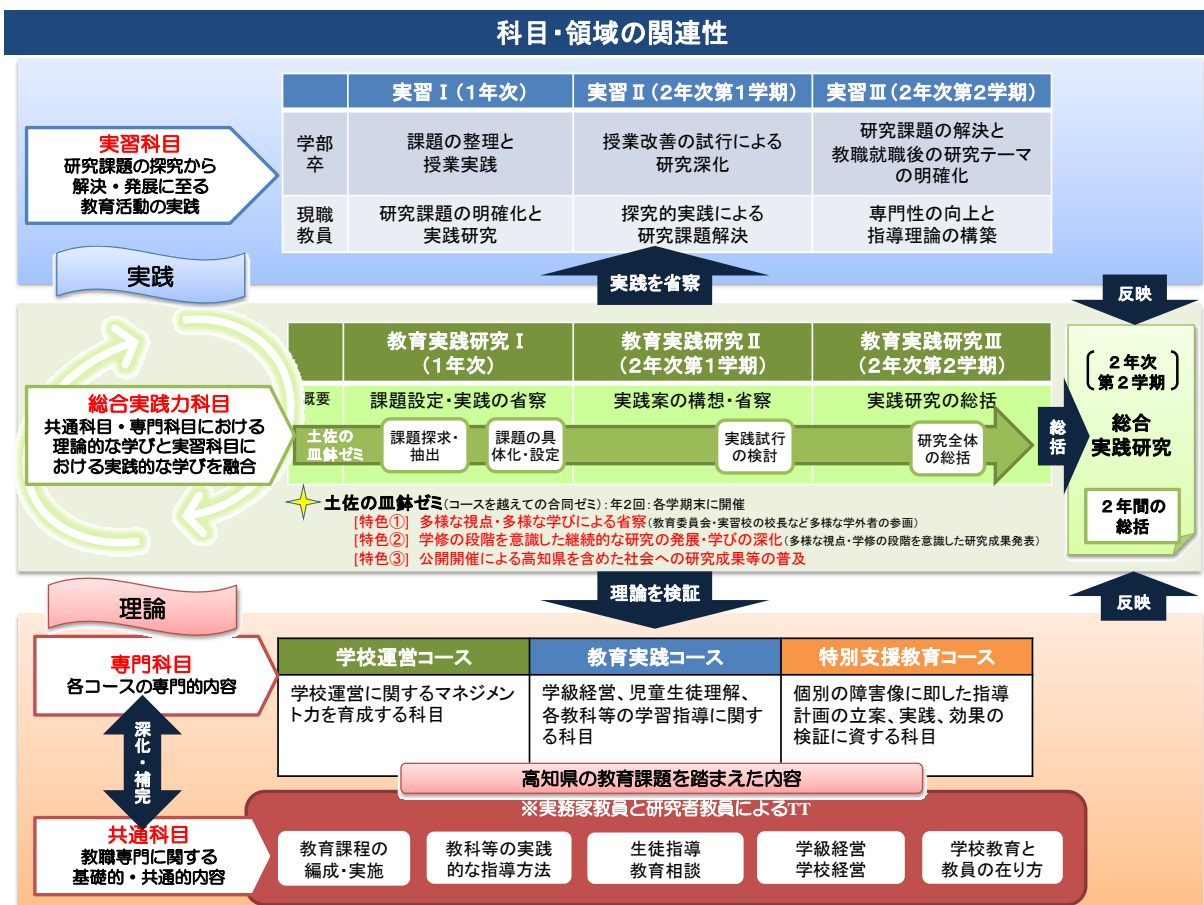 科目・領域の関連性
実習Ⅰ(1年次)
実習Ⅱ(2年次第1学期)
実習Ⅲ(2年次第2学期)
実習科目
研究課題の探究から
解決・発展に至る
教育活動の実践
学部
卒
課題の整理と
授業実践
授業改善の試行による
研究深化
研究課題の解決と
教職就職後の研究テーマ
の明確化
現職
教員
研究課題の明確化と
実践研究
探究的実践による
研究課題解決
専門性の向上と
指導理論の構築
実践
実践を省察
反映
教育実践研究Ⅰ
(1年次)
教育実践研究Ⅱ
(2年次第1学期)
教育実践研究Ⅲ
(2年次第2学期)
総合実践力科目
共通科目・専門科目における
理論的な学びと実習科目に
おける実践的な学びを融合
概要
課題設定・実践の省察
実践案の構想・省察
実践研究の総括
土佐の
皿鉢ゼミ
課題探求・
抽出
課題の具
体化・設定
実践試行
の検討
研究全体
の総括
総括
2年次
第2学期
総合
実践研究
2年間の
総括
土佐の皿鉢ゼミ(コースを越えての合同ゼミ):年2回:各学期末に開催
[特色①] 多様な視点・多様な学びによる省察(教育委員会・実習校の校長など多様な学外者の参画)
[特色②] 学修の段階を意識した継続的な研究の発展・学びの深化(多様な視点・学修の段階を意識した研究成果発表)
[特色③] 公開開催による高知県を含めた社会への研究成果等の普及
理論を検証
反映
理論
専門科目
各コースの専門的内容
学校運営コース
教育実践コース
特別支援教育コース
学校運営に関するマネジメン
ト力を育成する科目
学級経営、児童生徒理解、
各教科等の学習指導に関す
る科目
個別の障害像に即した指導
計画の立案、実践、効果の
検証に資する科目
深化・補完
高知県の教育課題を踏まえた内容
※実務家教員と研究者教員によるTT
共通科目
教職専門に関する
基礎的・共通的内容
教育課程の
編成・実施
教科等の実践
的な指導方法
生徒指導
教育相談
学級経営
学校経営
学校教育と
教員の在り方